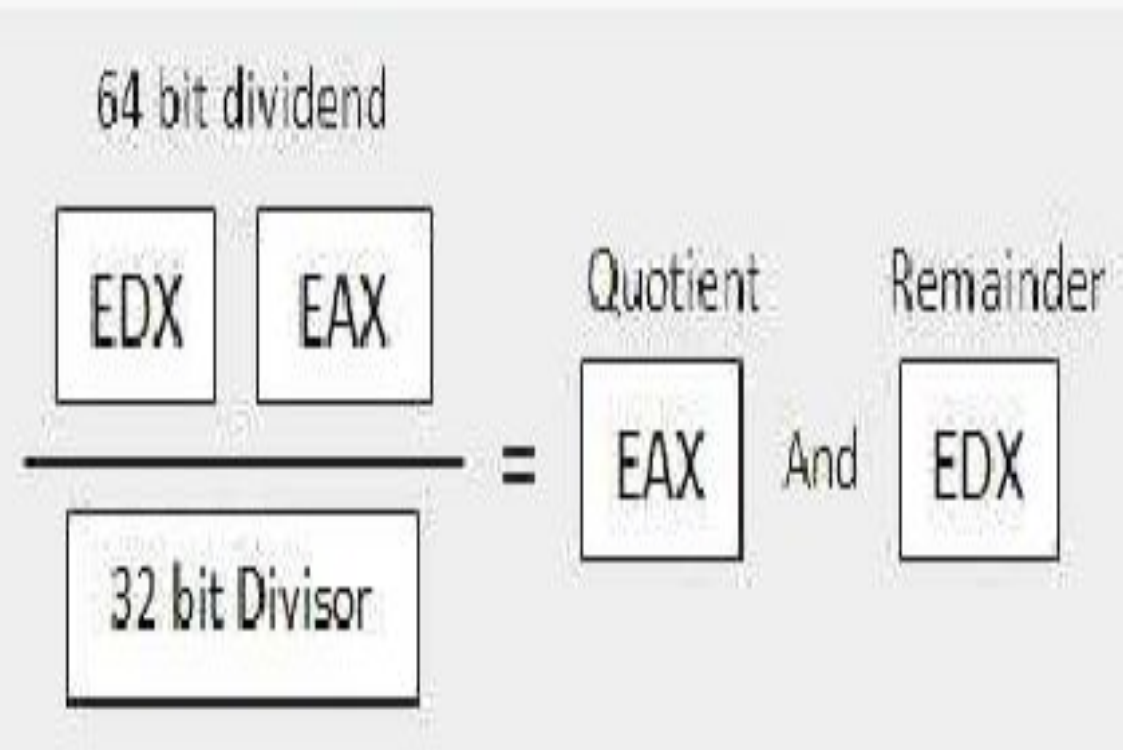 64 bit dividend
EDX EAX
32 bit Divisor
=
Quotient
EAX
And
Remainder
EDX